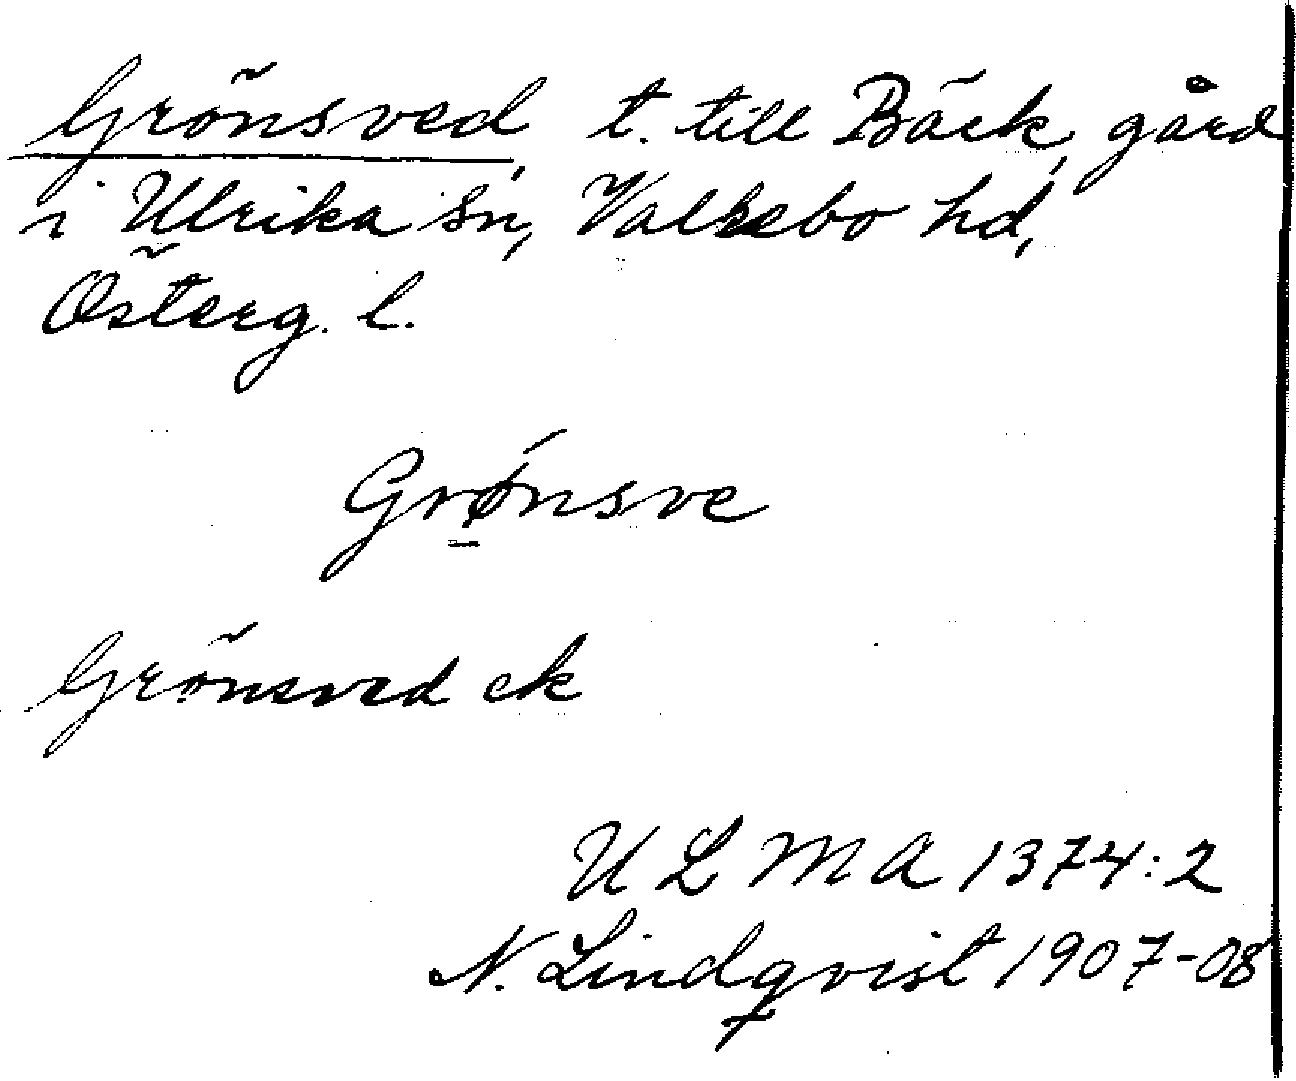 Grönsved, t. till Bäck, gård
i Ulrika sn, Valkebo hd,
Österg. l.
Grǿnsve
Grönsved ek
U L M A 1374:2
N. Lindqvist 1907-08